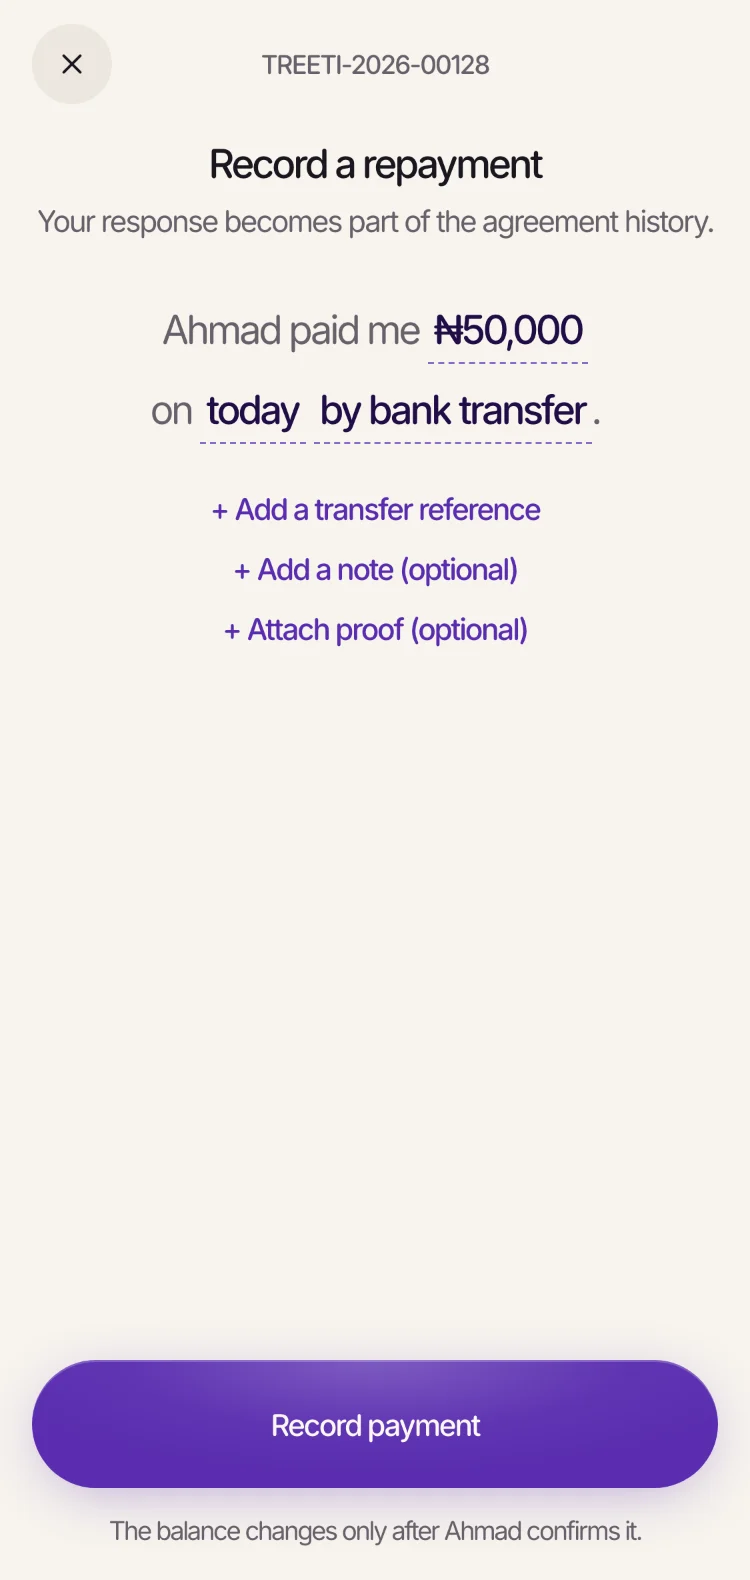 TREETI-2026-00128
Record a repayment
Your response becomes part of the agreement history.
Ahmad paid me ₦50,000
on today by bank transfer.
+ Add a transfer reference
+ Add a note (optional)
+ Attach proof (optional)
Record payment
The balance changes only after Ahmad confirms it.